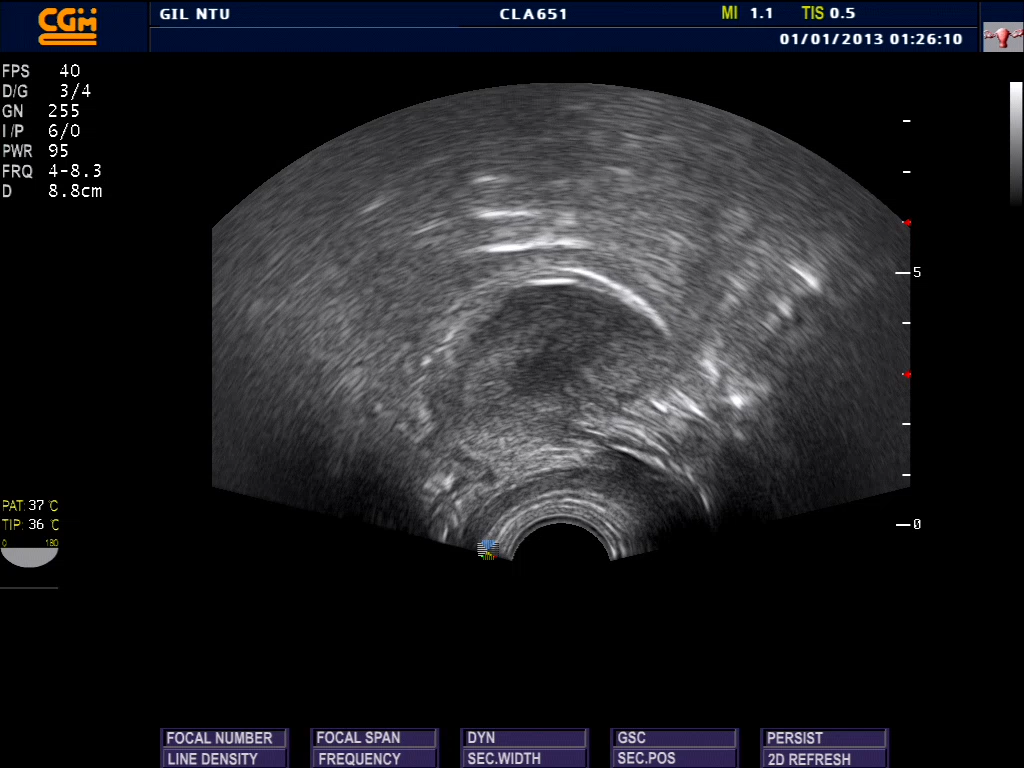 CGM
GIL NTU CLA651 MI 1.1 TIS 0.5
01/01/2013 01:26:10
FPS 40
D/G 3/4
GN 255
I/P 6/0
PWR 95
FRQ 4-8.3
D 8.8cm
5
PAT: 37 °C
TIP: 36 °C
0 180
0
FOCAL NUMBER FOCAL SPAN DYN GSC PERSIST
LINE DENSITY FREQUENCY SEC.WIDTH SEC.POS 2D REFRESH